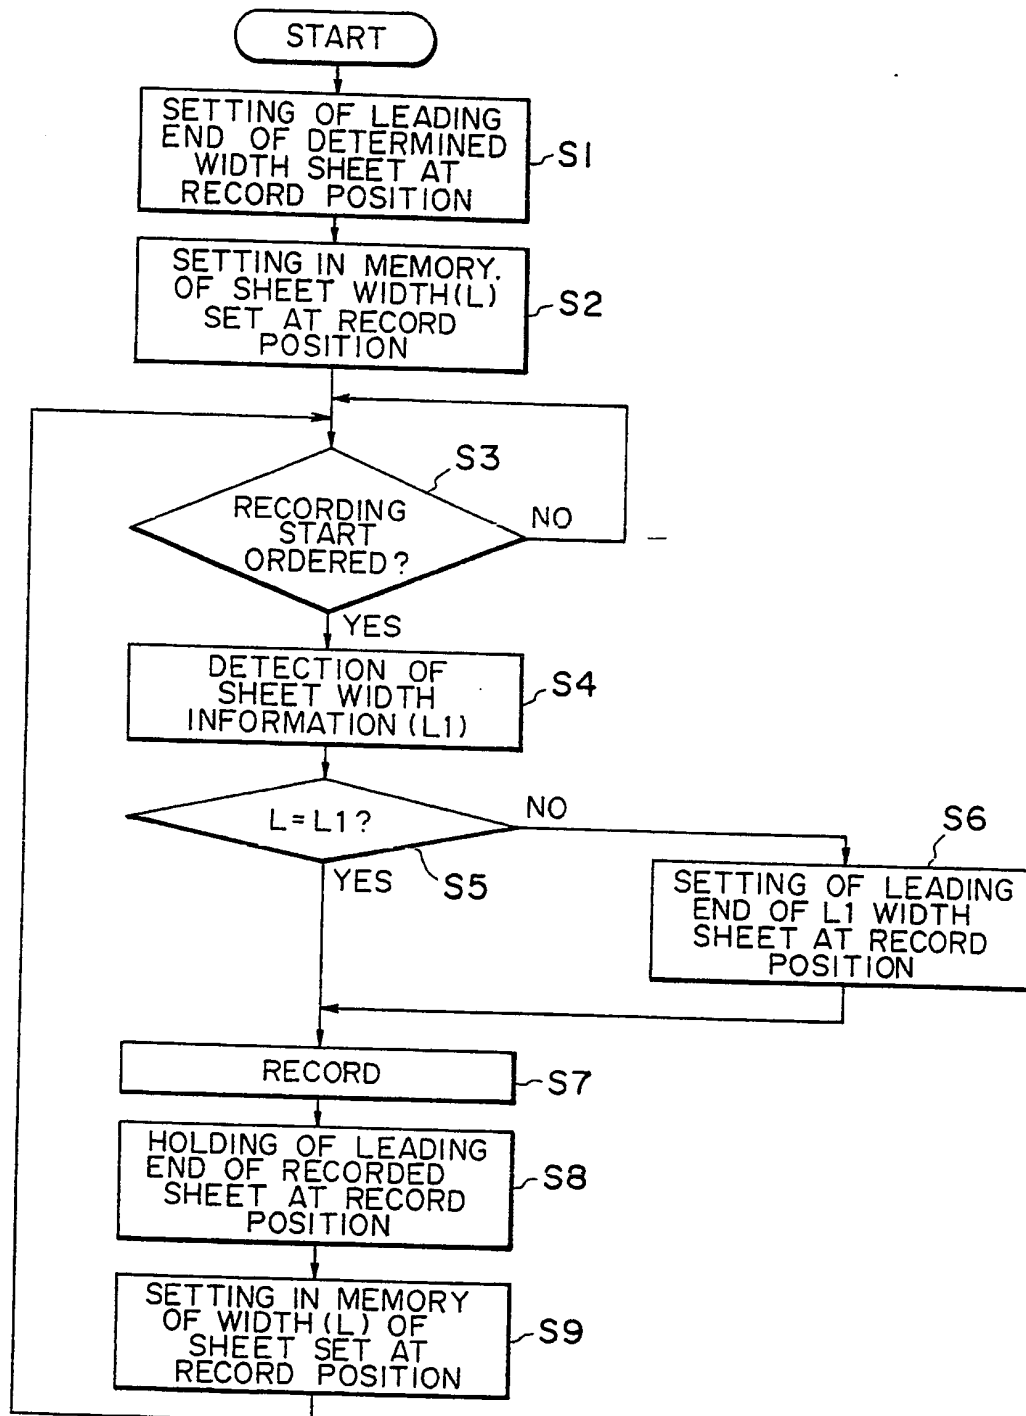 START
SETTING OF LEADING
END OF DETERMINED
WIDTH SHEET AT
RECORD POSITION
S1
SETTING IN MEMORY.
OF SHEET WIDTH(L)
SET AT RECORD
POSITION
S2
S3
RECORDING
START
ORDERED?
NO
YES
DETECTION OF
SHEET WIDTH
INFORMATION (L1)
S4
L=L1?
NO
YES
S5
S6
SETTING OF LEADING
END OF L1 WIDTH
SHEET AT RECORD
POSITION
RECORD
S7
HOLDING OF LEADING
END OF RECORDED
SHEET AT RECORD
POSITION
S8
SETTING IN MEMORY
OF WIDTH(L) OF
SHEET SET AT
RECORD POSITION
S9